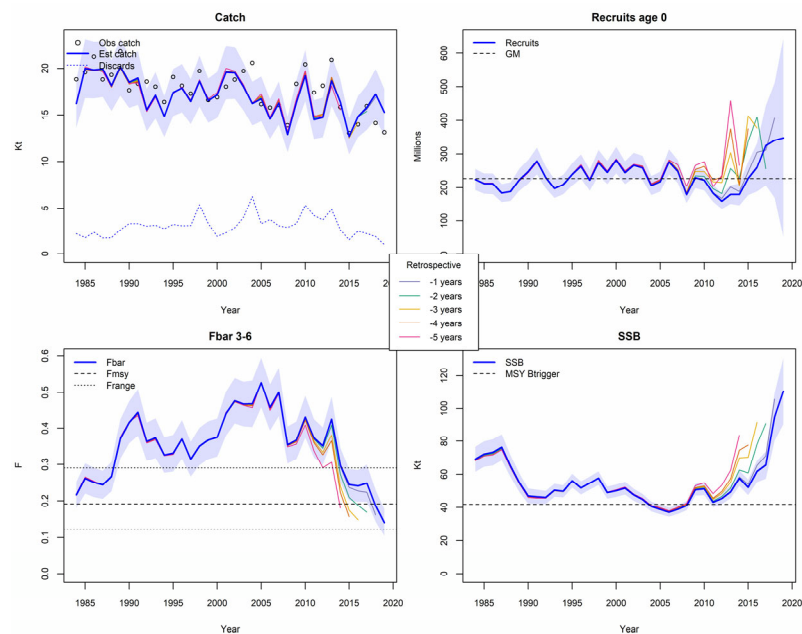 Catch
Obs catch
Est catch
Discards
Kt
20
15
10
5
0
1985 1990 1995 2000 2005 2010 2015 2020
Year
Recruits age 0
Recruits
GM
Millions
600
500
400
300
200
100
0
1985 1990 1995 2000 2005 2010 2015 2020
Year
Retrospective
-1 years
-2 years
-3 years
-4 years
-5 years
Fbar 3-6
Fbar
Fmsy
Frange
F
0.6
0.5
0.4
0.3
0.2
0.1
0.0
1985 1990 1995 2000 2005 2010 2015 2020
Year
SSB
SSB
MSY Btrigger
Kt
120
100
80
60
40
20
0
1985 1990 1995 2000 2005 2010 2015 2020
Year